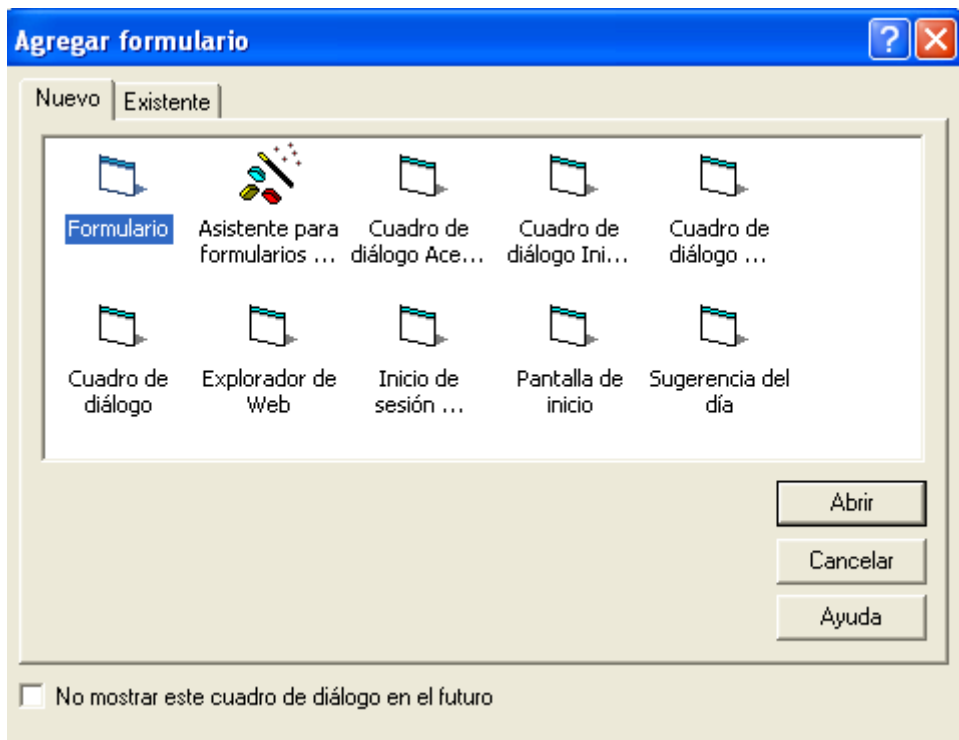 Agregar formulario
Nuevo Existente
Formulario
Asistente para
formularios ...
Cuadro de
diálogo Ace...
Cuadro de
diálogo Ini...
Cuadro de
diálogo ...
Cuadro de
diálogo
Explorador de
Web
Inicio de
sesión ...
Pantalla de
inicio
Sugerencia del
día
Abrir
Cancelar
Ayuda
No mostrar este cuadro de diálogo en el futuro